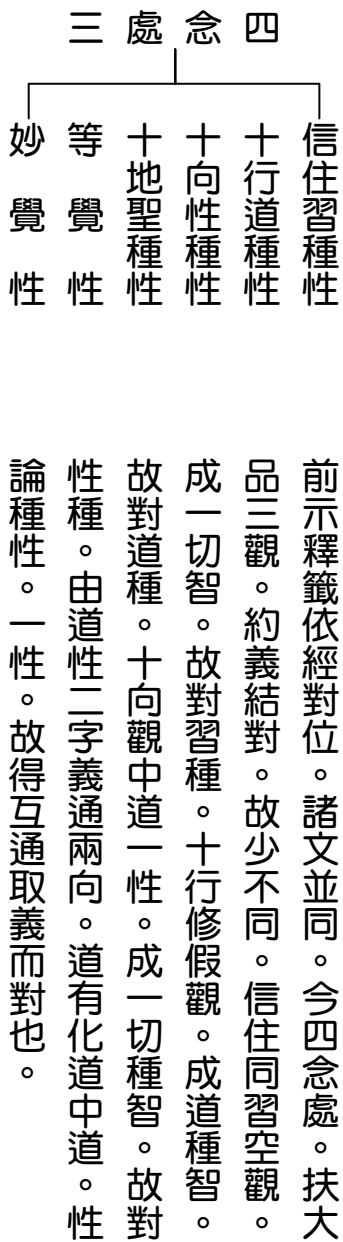 四念處三
信住習種性
十行道種性
十向性種性
十地聖種性
等覺性
妙覺性
前示釋籤依經對位。諸文並同。今四念處。扶大
品三觀。約義結對。故少不同。信住同習空觀。
成一切智。故對習種。十行修假觀。成道種智。
故對道種。十向觀中道一性。成一切種智。故對
性種。由道性二字義通兩向。道有化道中道。性
論種性。一性。故得互通取義而對也。